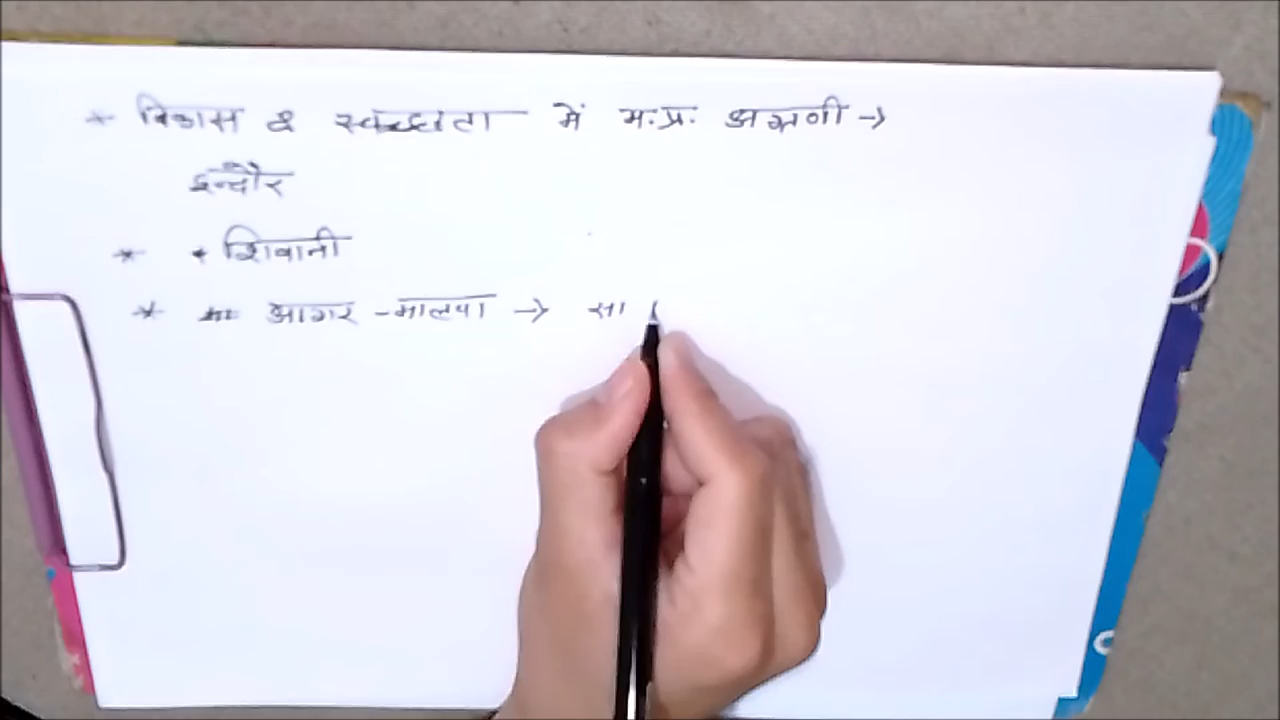 * विकास & स्वच्छता में म.प्र. अग्रणी →
इन्दौर
* शिवानी
* आगर - मालवा → सा